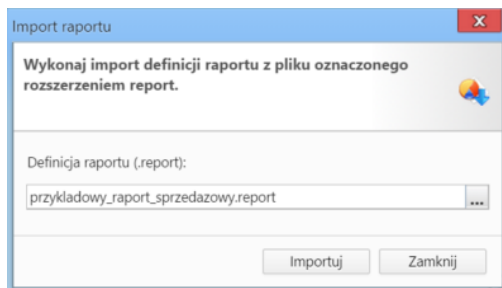 Import raportu
Wykonaj import definicji raportu z pliku oznaczonego
rozszerzeniem report.
Definicja raportu (.report):
przykladowy_raport_sprzedazowy.report
...
Importuj
Zamknij